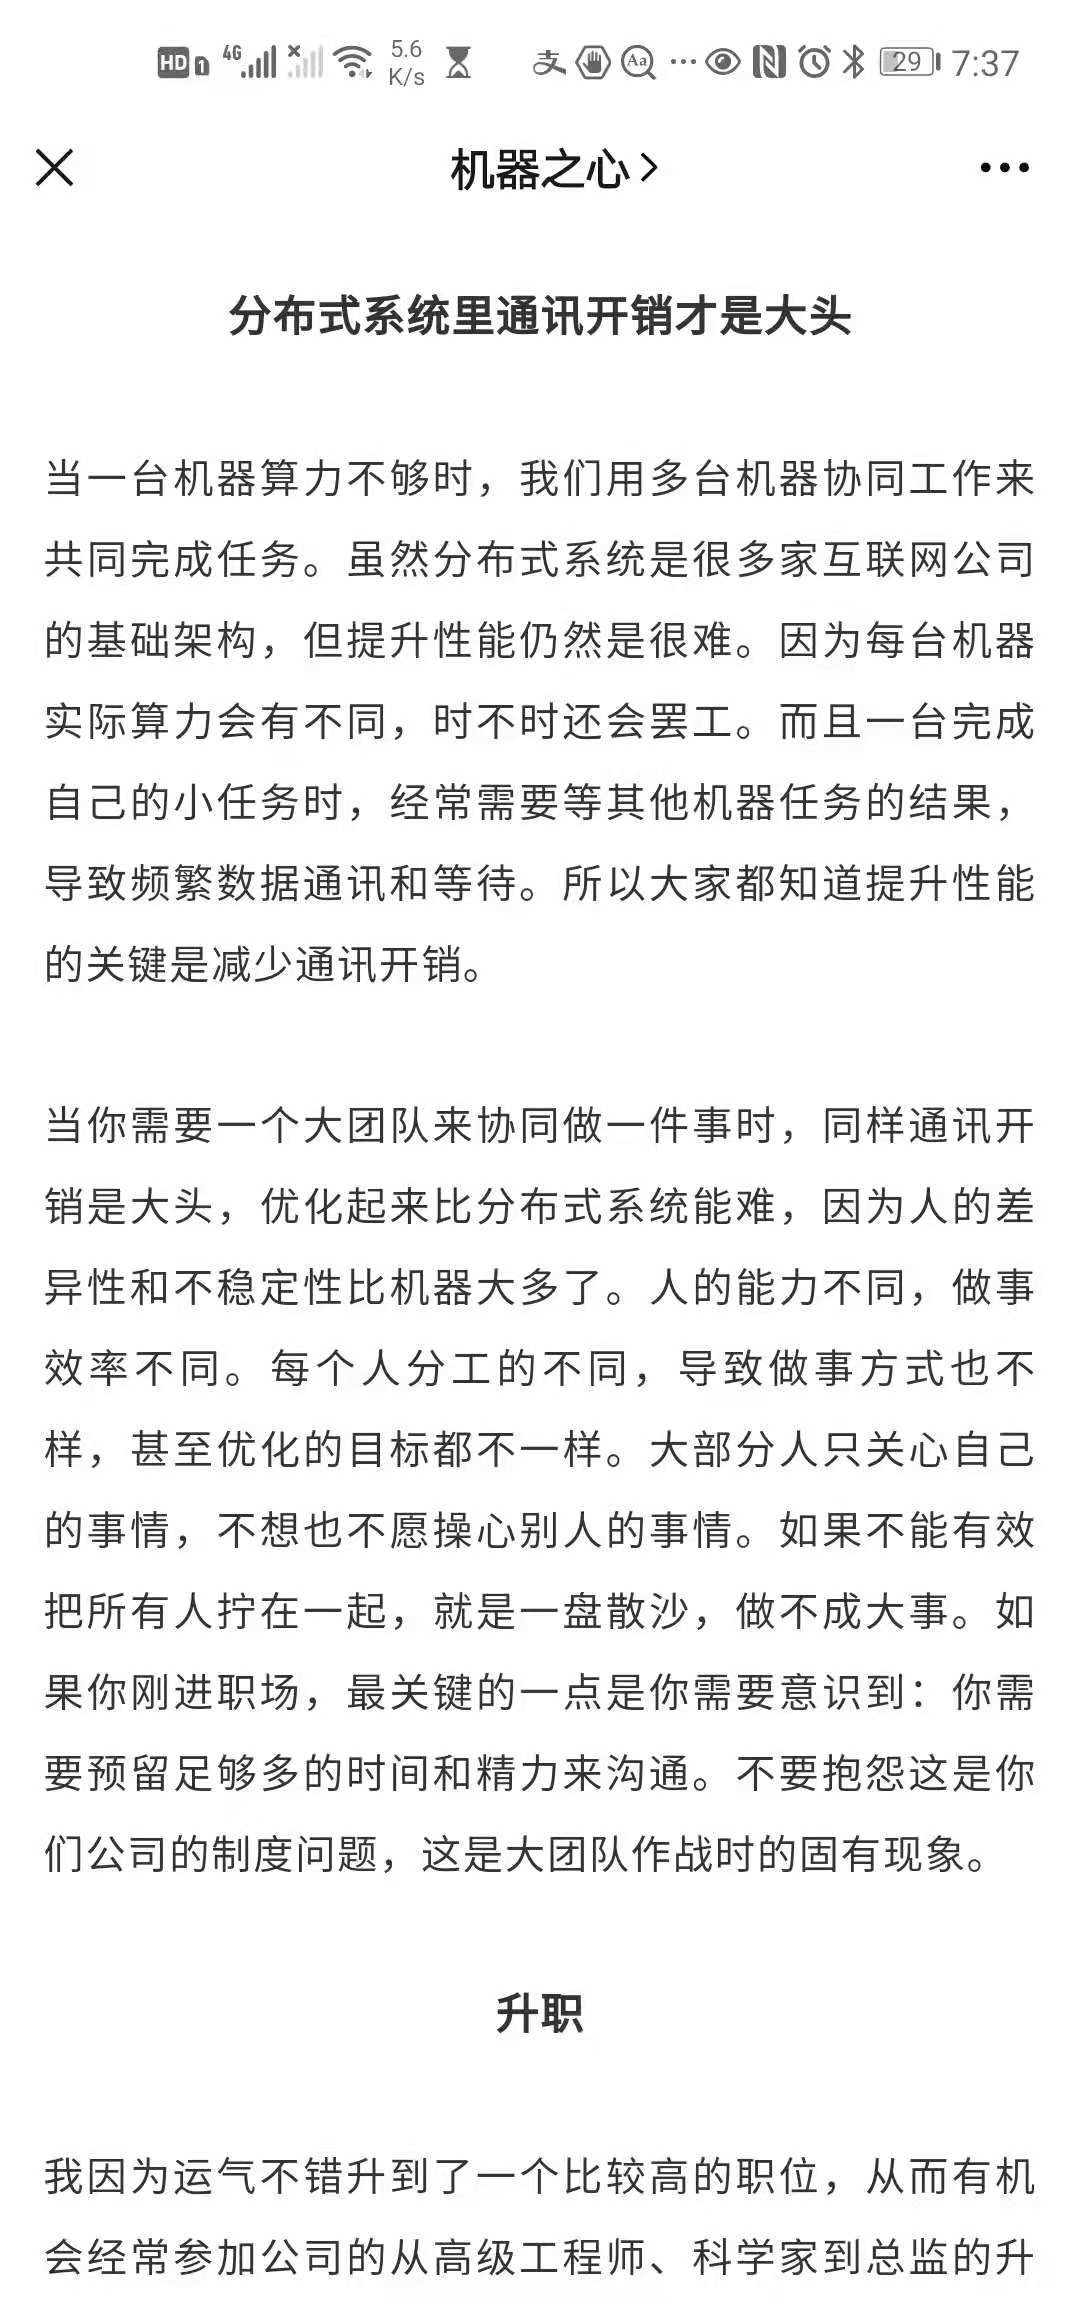 HD 1 4G 5.6 K/s 支 Aa 29 7:37
机器之心
分布式系统里通讯开销才是大头
当一台机器算力不够时，我们用多台机器协同工作来
共同完成任务。虽然分布式系统是很多家互联网公司
的基础架构，但提升性能仍然是很难。因为每台机器
实际算力会有不同，时不时还会罢工。而且一台完成
自己的小任务时，经常需要等其他机器任务的结果，
导致频繁数据通讯和等待。所以大家都知道提升性能
的关键是减少通讯开销。
当你需要一个大团队来协同做一件事时，同样通讯开
销是大头，优化起来比分布式系统能难，因为人的差
异性和不稳定性比机器大多了。人的能力不同，做事
效率不同。每个人分工的不同，导致做事方式也不
样，甚至优化的目标都不一样。大部分人只关心自己
的事情，不想也不愿操心别人的事情。如果不能有效
把所有人拧在一起，就是一盘散沙，做不成大事。如
果你刚进职场，最关键的一点是你需要意识到：你需
要预留足够多的时间和精力来沟通。不要抱怨这是你
们公司的制度问题，这是大团队作战时的固有现象。
升职
我因为运气不错升到了一个比较高的职位，从而有机
会经常参加公司的从高级工程师、科学家到总监的升